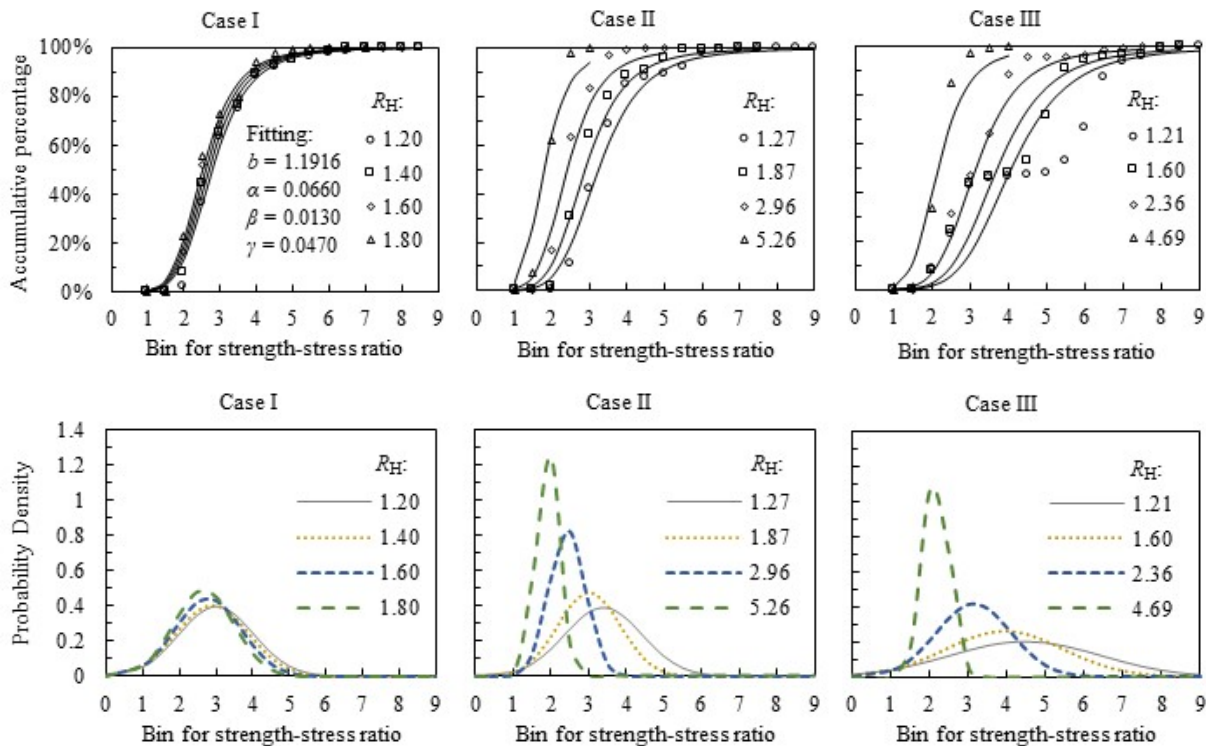 Case I
Case II
Case III
Accumulative percentage
100%
80%
60%
40%
20%
0%
Fitting:
b = 1.1916
α = 0.0660
β = 0.0130
γ = 0.0470
R_H:
1.20
1.40
1.60
1.80
R_H:
1.27
1.87
2.96
5.26
R_H:
1.21
1.60
2.36
4.69
0 1 2 3 4 5 6 7 8 9
0 1 2 3 4 5 6 7 8 9
0 1 2 3 4 5 6 7 8 9
Bin for strength-stress ratio
Bin for strength-stress ratio
Bin for strength-stress ratio
Case I
Case II
Case III
Probability Density
1.4
1.2
1
0.8
0.6
0.4
0.2
0
R_H:
1.20
1.40
1.60
1.80
R_H:
1.27
1.87
2.96
5.26
R_H:
1.21
1.60
2.36
4.69
0 1 2 3 4 5 6 7 8 9
0 1 2 3 4 5 6 7 8 9
0 1 2 3 4 5 6 7 8 9
Bin for strength-stress ratio
Bin for strength-stress ratio
Bin for strength-stress ratio